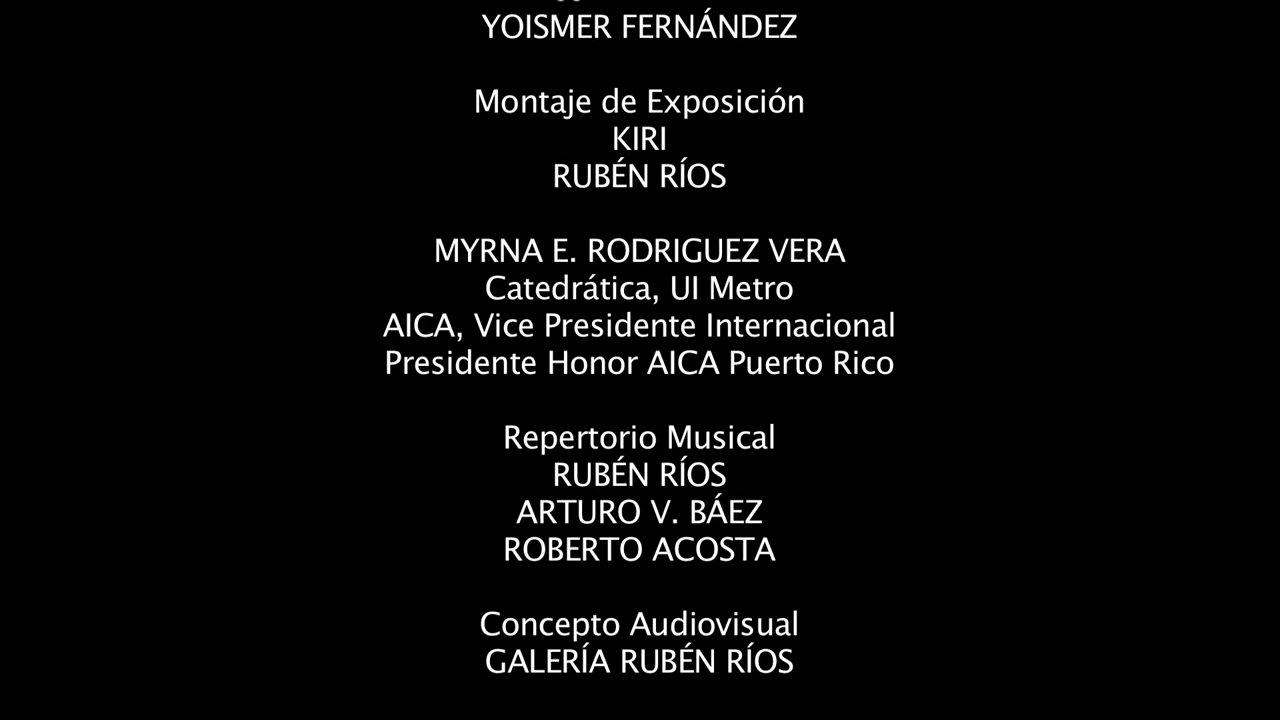 YOISMER FERNÁNDEZ
Montaje de Exposición
KIRI
RUBÉN RÍOS
MYRNA E. RODRIGUEZ VERA
Catedrática, UI Metro
AICA, Vice Presidente Internacional
Presidente Honor AICA Puerto Rico
Repertorio Musical
RUBÉN RÍOS
ARTURO V. BÁEZ
ROBERTO ACOSTA
Concepto Audiovisual
GALERÍA RUBÉN RÍOS